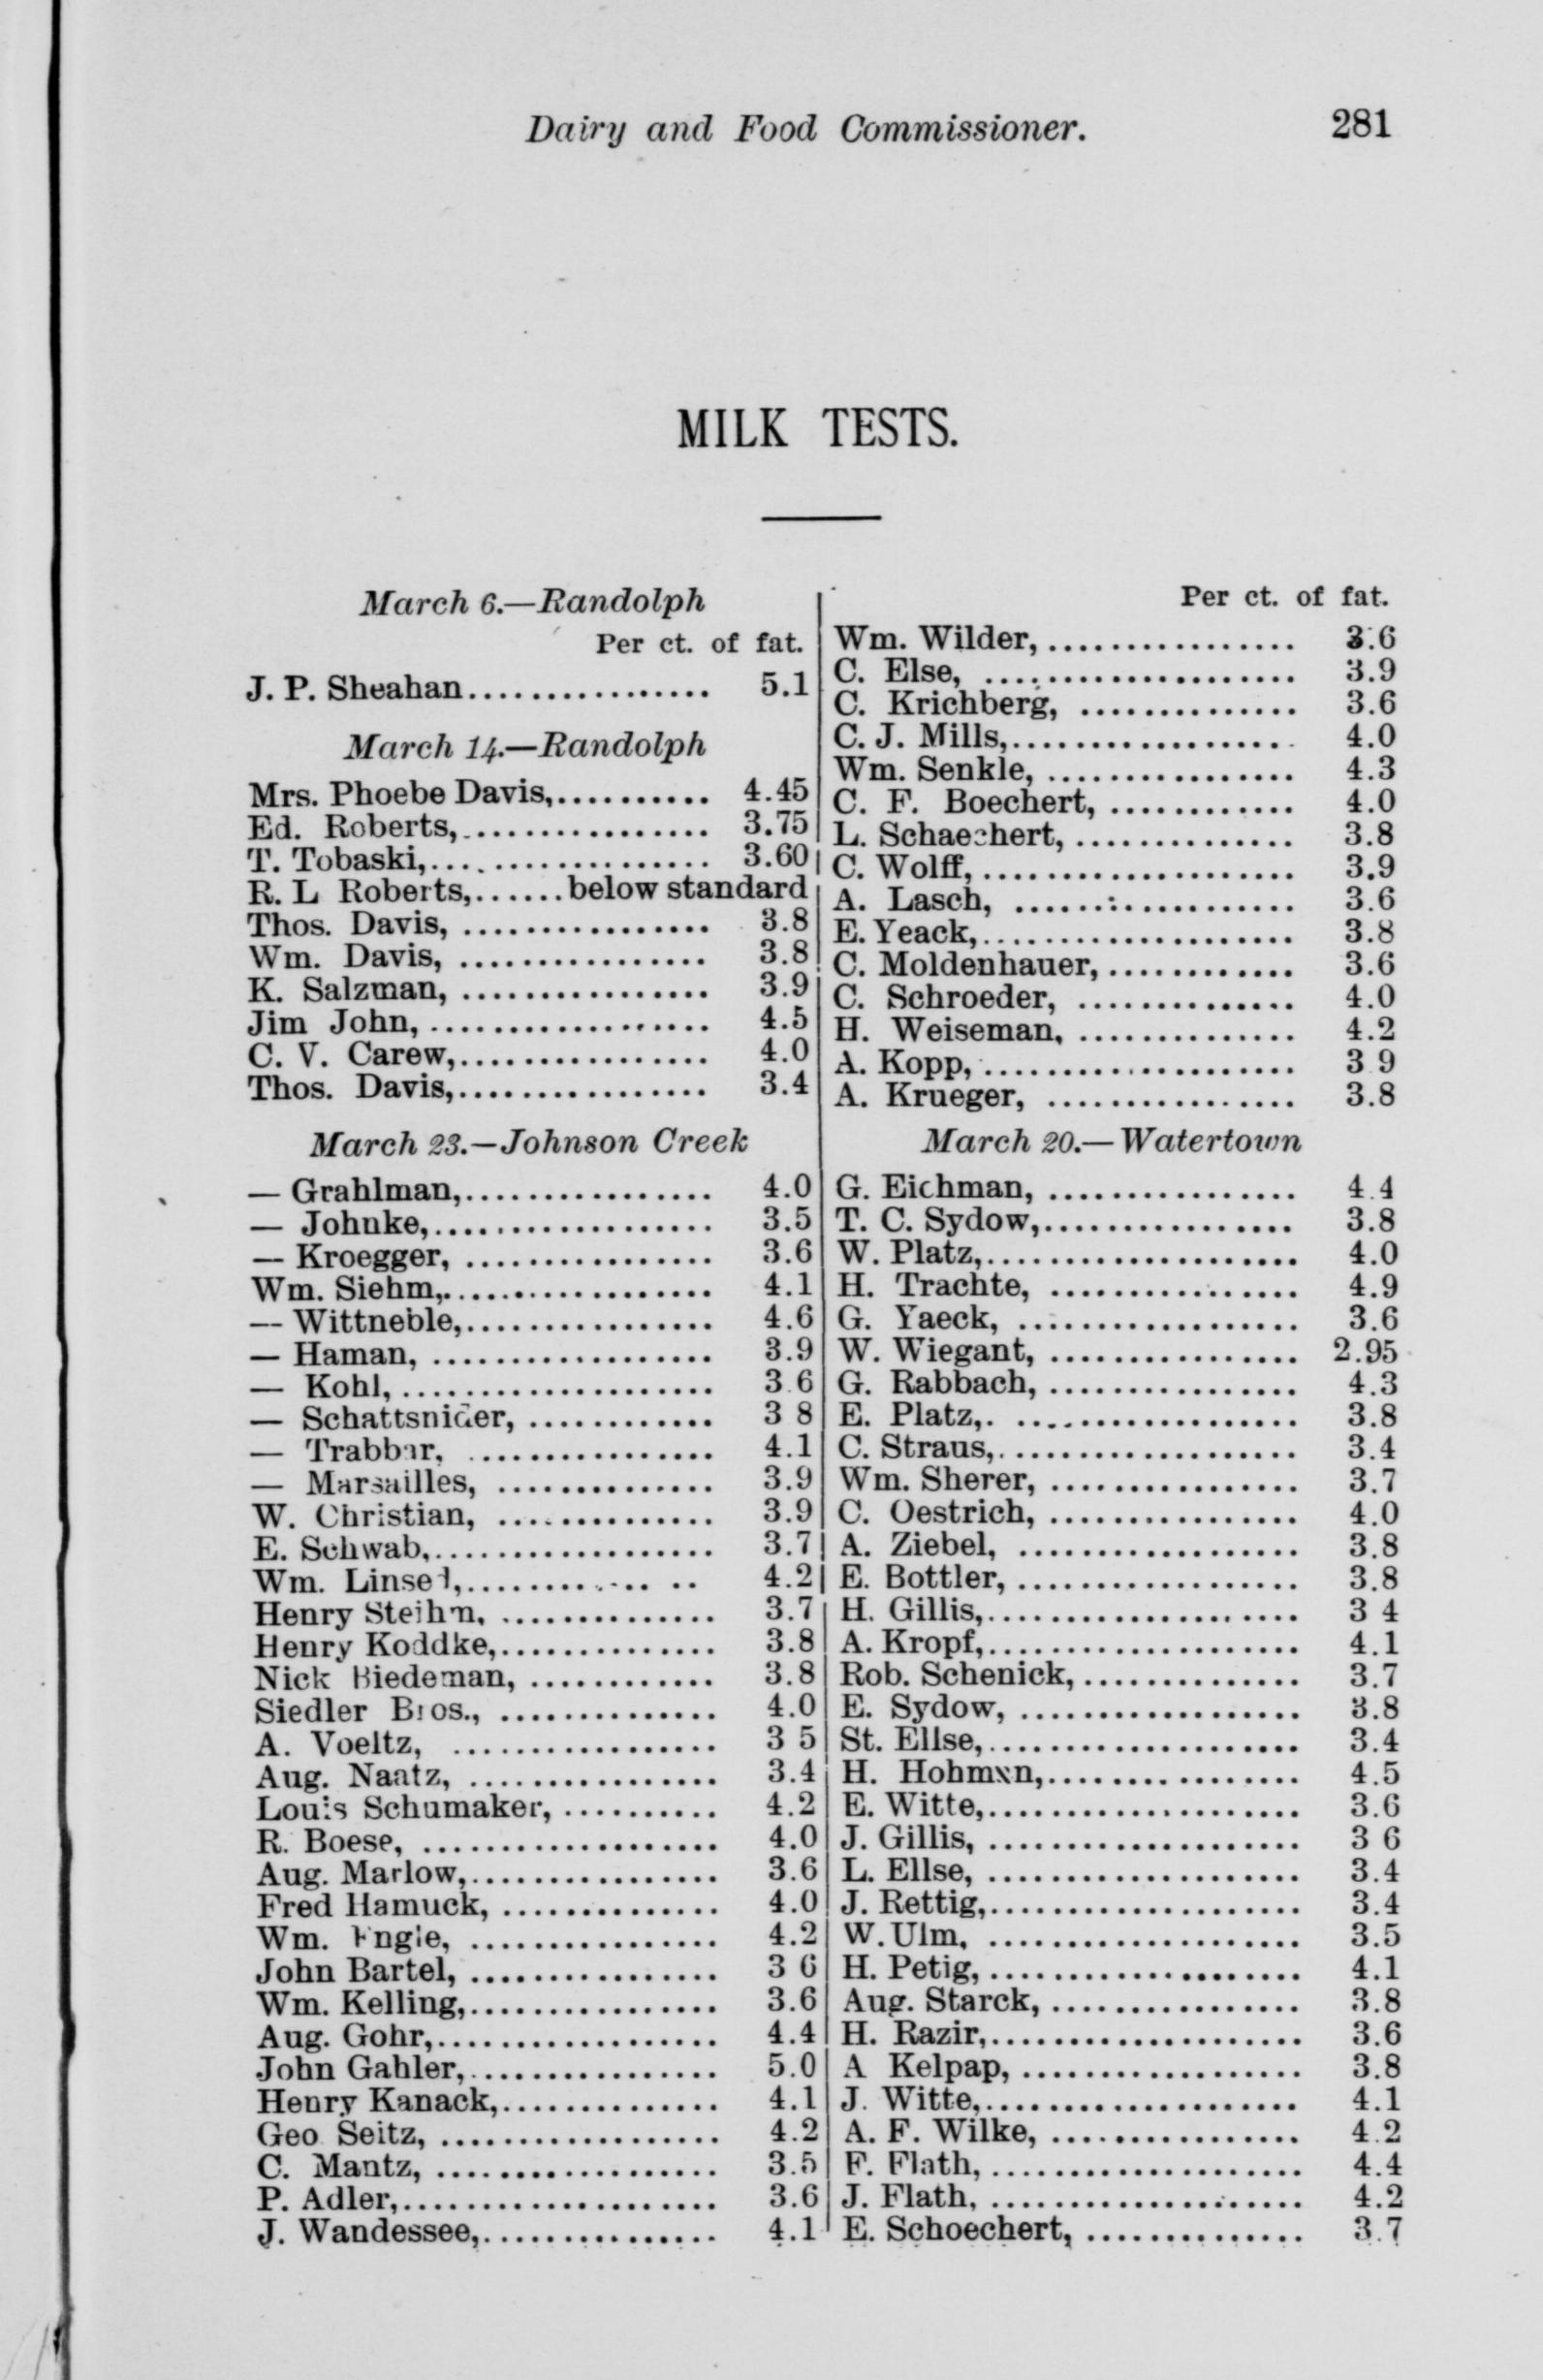 Dairy and Food Commissioner. 281
MILK TESTS.
March 6.—Randolph
Per ct. of fat.
J. P. Sheahan................ 5.1
March 14.—Randolph
Mrs. Phoebe Davis,.......... 4.45
Ed. Roberts,................ 3.75
T. Tobaski,.................. 3.60
R. L Roberts,......below standard
Thos. Davis, ................ 3.8
Wm. Davis, ................ 3.8
K. Salzman, ................ 3.9
Jim John, .................. 4.5
C. V. Carew,................ 4.0
Thos. Davis,................ 3.4
March 23.—Johnson Creek
— Grahlman,................ 4.0
— Johnke,.................. 3.5
— Kroegger, ................ 3.6
Wm. Siehm,................. 4.1
— Wittneble,................ 4.6
— Haman, .................. 3.9
— Kohl, .................... 3.6
— Schattsnider, ............ 3 8
— Trabbar, ................ 4.1
— Marsailles, .............. 3.9
W. Christian, .............. 3.9
E. Schwab,.................. 3.7
Wm. Linsed,............... 4.2
Henry Steihm, .............. 3.7
Henry Koddke,.............. 3.8
Nick Biedeman, ............ 3.8
Siedler Bros., .............. 4.0
A. Voeltz, ................. 3 5
Aug. Naatz, ................ 3.4
Louis Schumaker, .......... 4.2
R. Boese, ................... 4.0
Aug. Marlow,................ 3.6
Fred Hamuck, .............. 4.0
Wm. Engle, ................ 4.2
John Bartel, ................ 3 6
Wm. Kelling,................ 3.6
Aug. Gohr,.................. 4.4
John Gahler,................ 5.0
Henry Kanack,.............. 4.1
Geo. Seitz, .................. 4.2
C. Mantz, .................. 3.5
P. Adler,.................... 3.6
J. Wandessee,............... 4.1
Per ct. of fat.
Wm. Wilder, ................ 3.6
C. Else, .................... 3.9
C. Krichberg, .............. 3.6
C. J. Mills,.................. 4.0
Wm. Senkle, ................ 4.3
C. F. Boechert, ............ 4.0
L. Schaechert, .............. 3.8
C. Wolff, .................... 3.9
A. Lasch, .................. 3.6
E. Yeack,.................... 3.8
C. Moldenhauer, ............ 3.6
C. Schroeder, .............. 4.0
H. Weiseman, .............. 4.2
A. Kopp, .................... 3 9
A. Krueger, ................ 3.8
March 20.—Watertown
G. Eichman, ................ 4.4
T. C. Sydow,................ 3.8
W. Platz,.................... 4.0
H. Trachte, ................ 4.9
G. Yaeck, .................. 3.6
W. Wiegant, ................ 2.95
G. Rabbach, ................ 4.3
E. Platz,. .................. 3.8
C. Straus,................... 3.4
Wm. Sherer, ................ 3.7
C. Oestrich, ................ 4.0
A. Ziebel, .................. 3.8
E. Bottler, .................. 3.8
H. Gillis,.................... 3 4
A. Kropf,.................... 4.1
Rob. Schenick, .............. 3.7
E. Sydow, .................. 3.8
St. Ellse,.................... 3.4
H. Hohman,................ 4.5
E. Witte,.................... 3.6
J. Gillis, .................... 3 6
L. Ellse, .................... 3.4
J. Rettig,.................... 3.4
W. Ulm, .................... 3.5
H. Petig, .................... 4.1
Aug. Starck, ................ 3.8
H. Razir,.................... 3.6
A Kelpap, .................. 3.8
J. Witte,.................... 4.1
A. F. Wilke, ................ 4.2
F. Flath, .................... 4.4
J. Flath, .................... 4.2
E. Schoechert, .............. 3.7